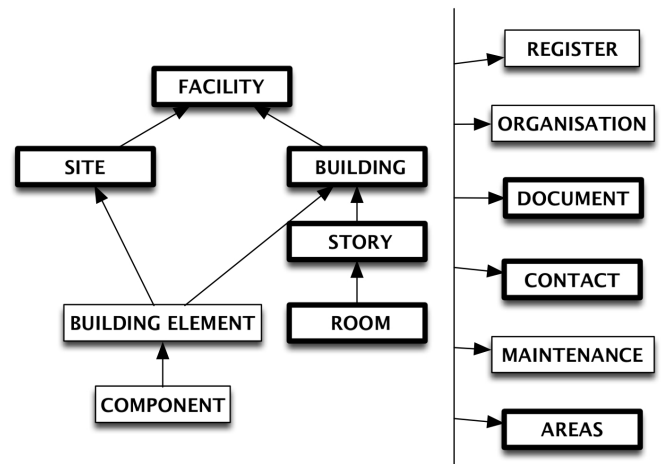 FACILITY
SITE
BUILDING
STORY
BUILDING ELEMENT
ROOM
COMPONENT
REGISTER
ORGANISATION
DOCUMENT
CONTACT
MAINTENANCE
AREAS